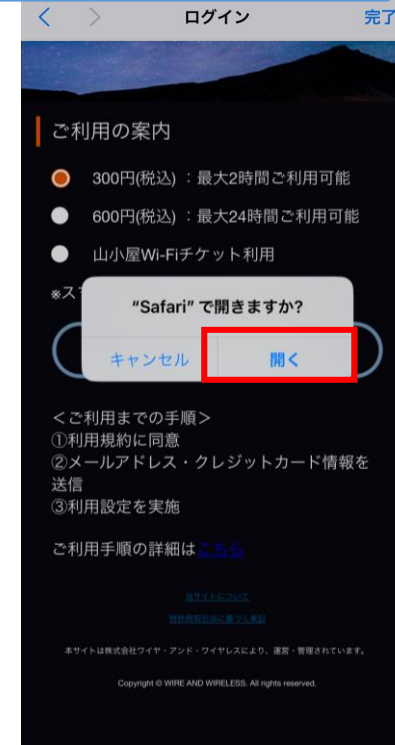 ログイン
完了
ご利用の案内
300円(税込) ：最大2時間ご利用可能
600円(税込) ：最大24時間ご利用可能
山小屋Wi-Fiチケット利用
※ス
“Safari” で開きますか?
キャンセル
開く
＜ご利用までの手順＞
①利用規約に同意
②メールアドレス・クレジットカード情報を
送信
③利用設定を実施
ご利用手順の詳細はこちら
当サイトについて
特定商取引法に基づく表記
本サイトは株式会社ワイヤ・アンド・ワイヤレスにより、運営・管理されています。
Copyright © WIRE AND WIRELESS. All rights reserved.